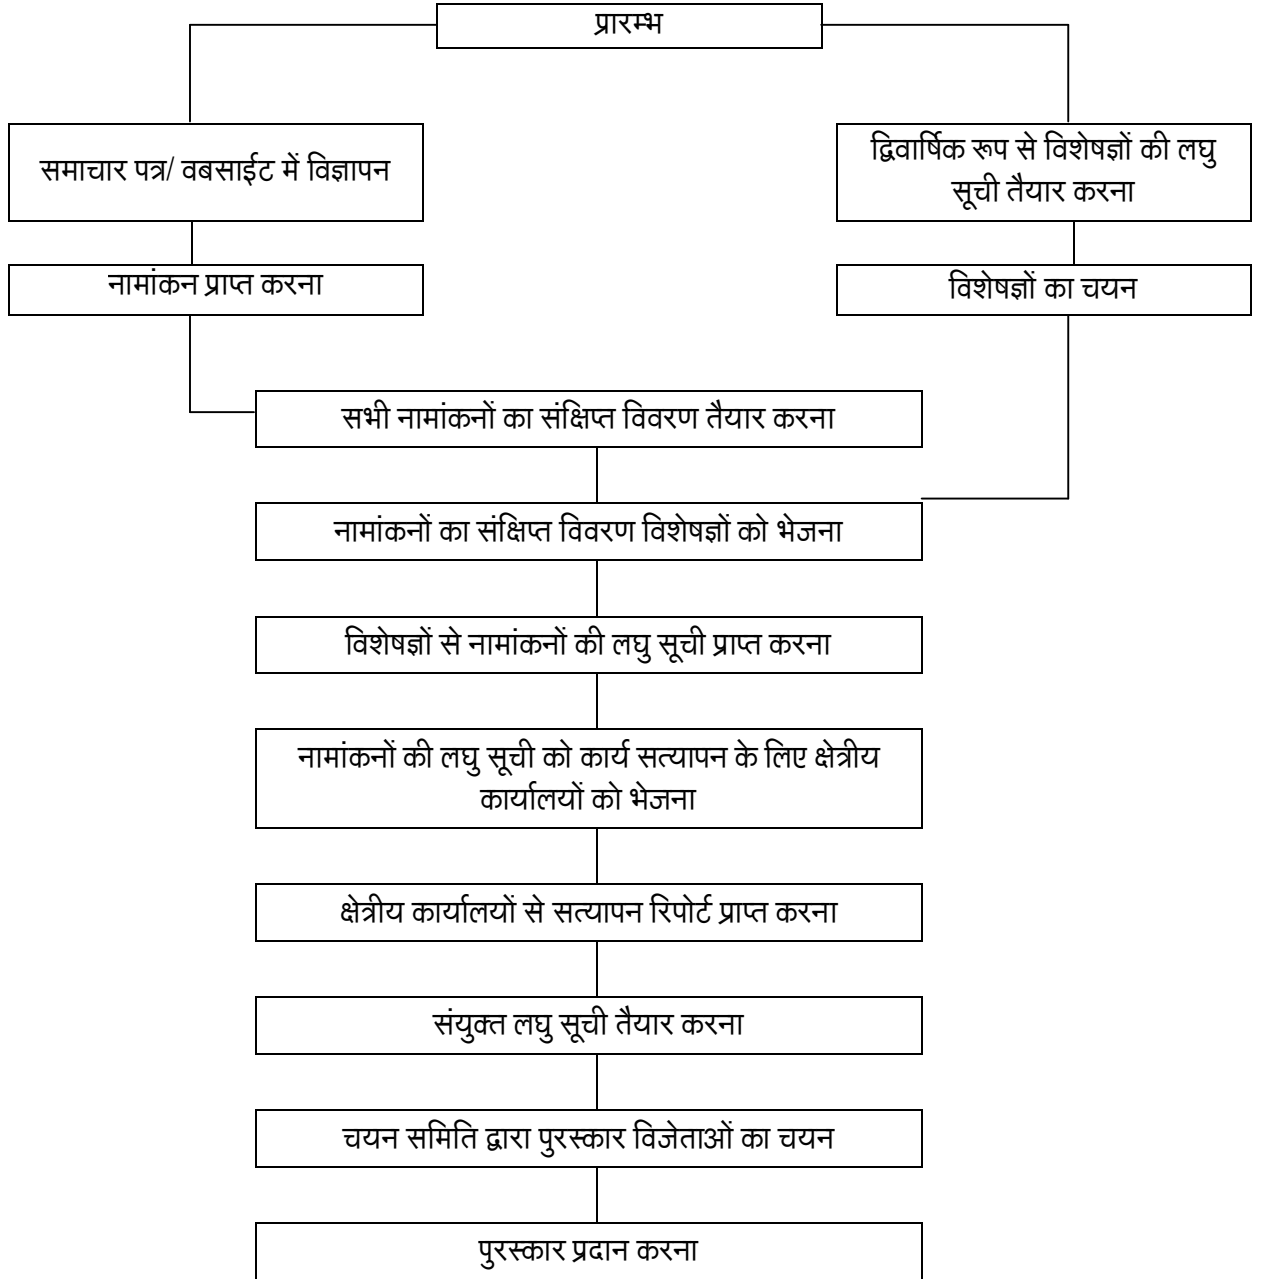 प्रारम्भ
समाचार पत्र/ वबसाईट में विज्ञापन
द्विवार्षिक रूप से विशेषज्ञों की लघु
सूची तैयार करना
नामांकन प्राप्त करना
विशेषज्ञों का चयन
सभी नामांकनों का संक्षिप्त विवरण तैयार करना
नामांकनों का संक्षिप्त विवरण विशेषज्ञों को भेजना
विशेषज्ञों से नामांकनों की लघु सूची प्राप्त करना
नामांकनों की लघु सूची को कार्य सत्यापन के लिए क्षेत्रीय
कार्यालयों को भेजना
क्षेत्रीय कार्यालयों से सत्यापन रिपोर्ट प्राप्त करना
संयुक्त लघु सूची तैयार करना
चयन समिति द्वारा पुरस्कार विजेताओं का चयन
पुरस्कार प्रदान करना